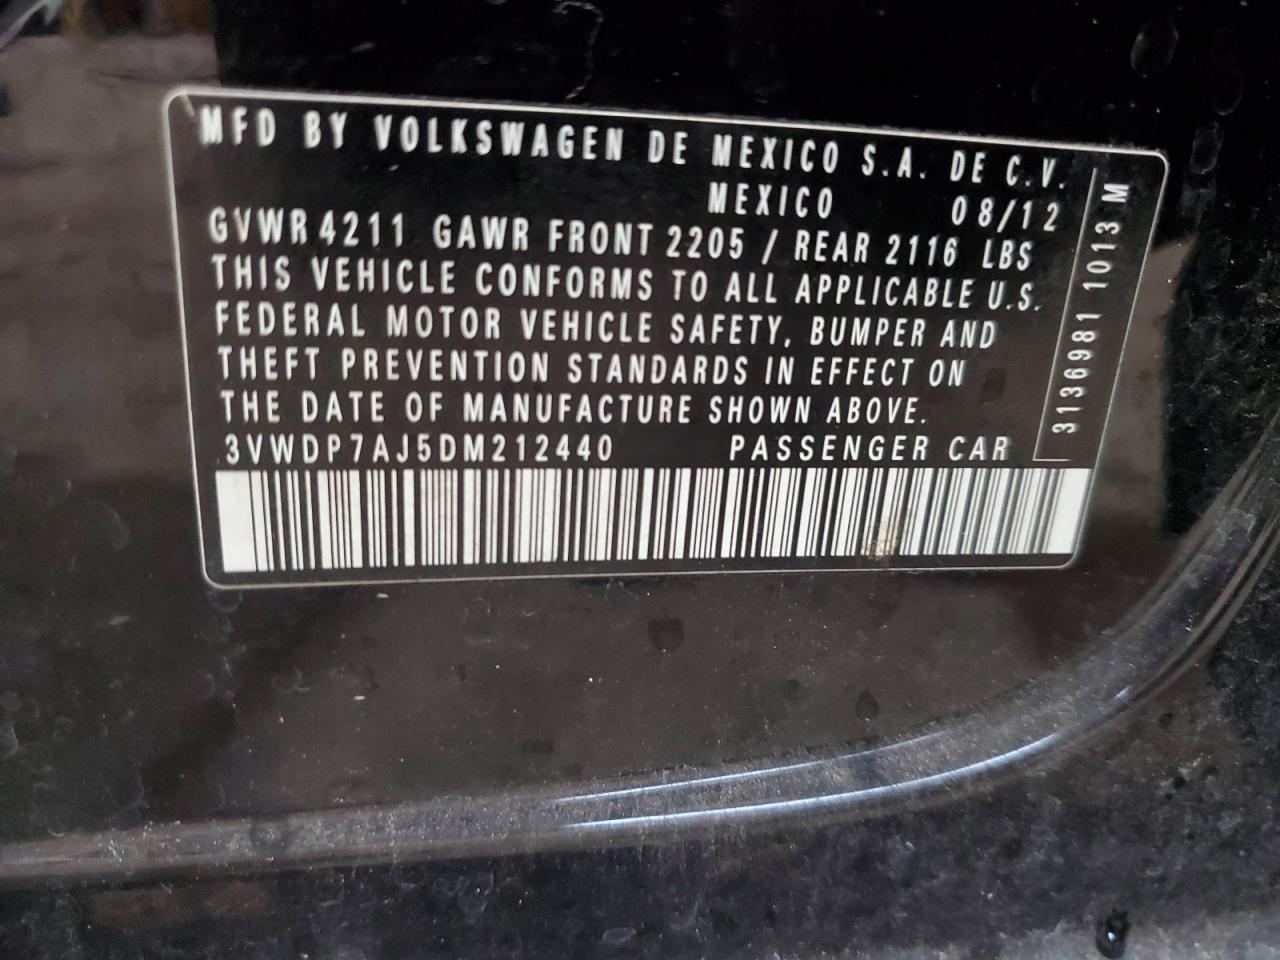 MFD BY VOLKSWAGEN DE MEXICO S.A. DE C.V.
MEXICO 08/12
GVWR 4211 GAWR FRONT 2205 / REAR 2116 LBS
THIS VEHICLE CONFORMS TO ALL APPLICABLE U.S.
FEDERAL MOTOR VEHICLE SAFETY, BUMPER AND
THEFT PREVENTION STANDARDS IN EFFECT ON
THE DATE OF MANUFACTURE SHOWN ABOVE.
3VWDP7AJ5DM212440 PASSENGER CAR
3136981 1013 M